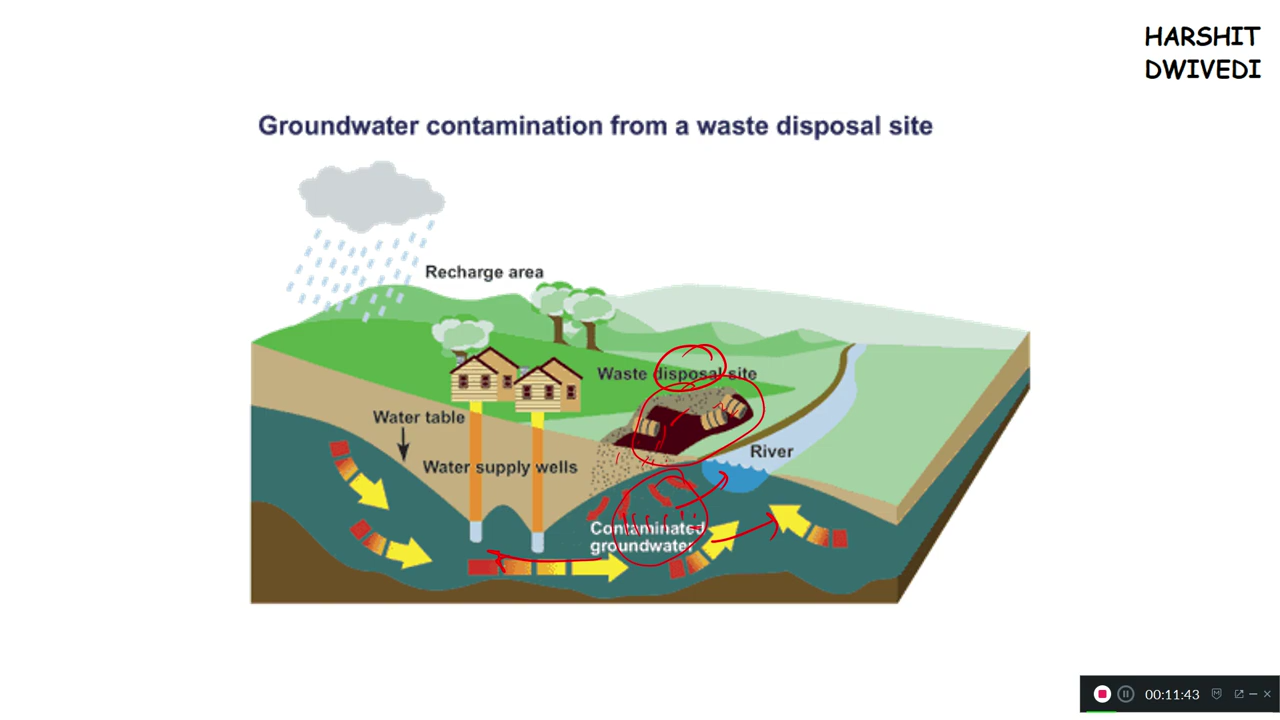 HARSHIT
DWIVEDI
Groundwater contamination from a waste disposal site
Recharge area
Waste disposal site
Water table
River
Water supply wells
Contaminated
groundwater
00:11:43